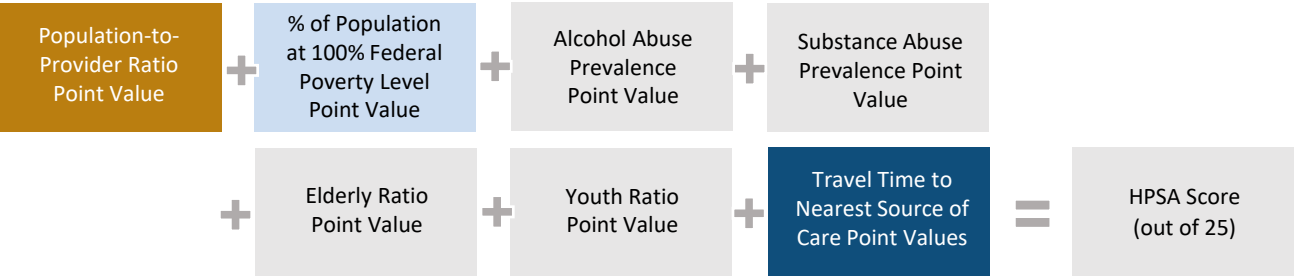 Population-to-
Provider Ratio
Point Value
+
% of Population
at 100% Federal
Poverty Level
Point Value
+
Alcohol Abuse
Prevalence
Point Value
+
Substance Abuse
Prevalence Point
Value
+
Elderly Ratio
Point Value
+
Youth Ratio
Point Value
+
Travel Time to
Nearest Source of
Care Point Values
=
HPSA Score
(out of 25)